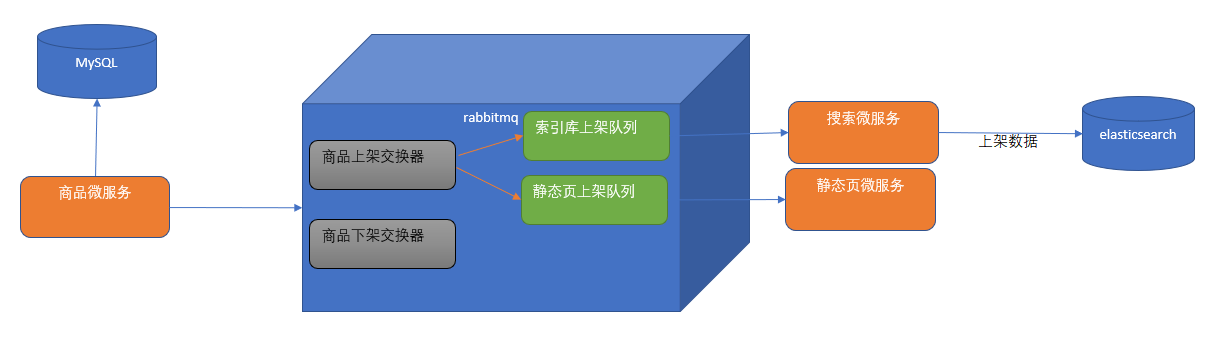 MySQL
商品微服务
rabbitmq
商品上架交换器
商品下架交换器
索引库上架队列
静态页上架队列
搜索微服务
静态页微服务
上架数据
elasticsearch